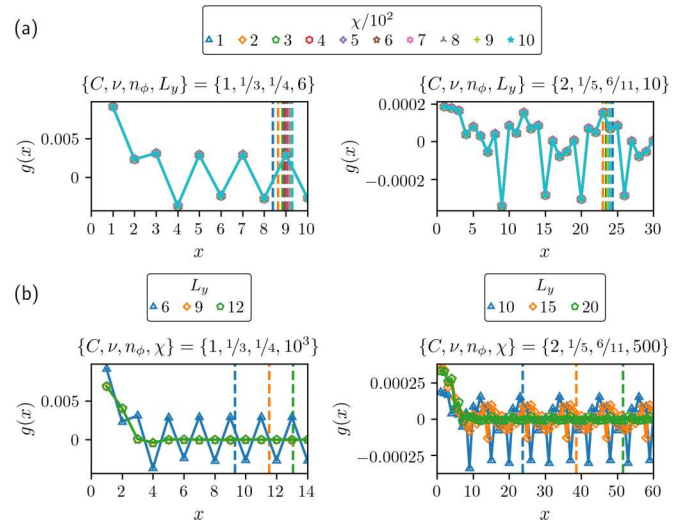 (a)
χ/10²
1 2 3 4 5 6 7 8 9 10
{C, ν, n_ϕ, L_y} = {1, 1/3, 1/4, 6}
{C, ν, n_ϕ, L_y} = {2, 1/5, 6/11, 10}
0.005
0
g(x)
0 1 2 3 4 5 6 7 8 9 10
x
0.0002
0
−0.0002
g(x)
0 5 10 15 20 25 30
x
(b)
L_y
6 9 12
L_y
10 15 20
{C, ν, n_ϕ, χ} = {1, 1/3, 1/4, 10³}
{C, ν, n_ϕ, χ} = {2, 1/5, 6/11, 500}
0.005
0
g(x)
0 2 4 6 8 10 12 14
x
0.00025
0
−0.00025
g(x)
0 10 20 30 40 50 60
x